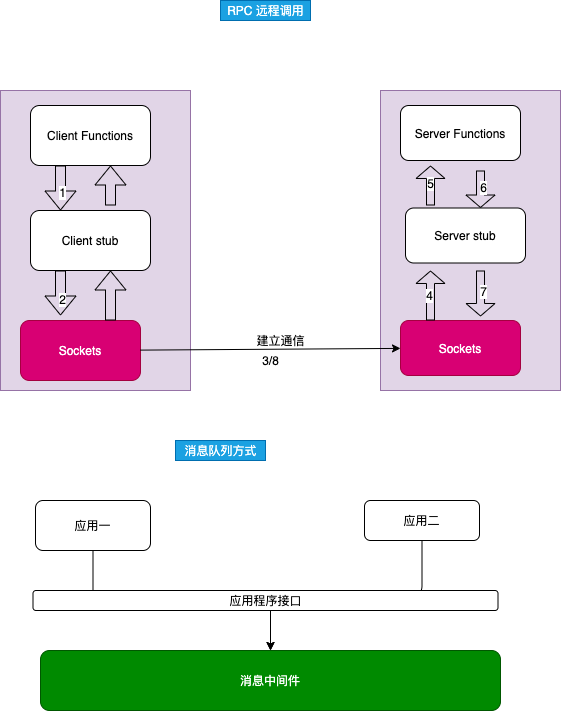 RPC 远程调用
Client Functions
Server Functions
1
5
6
Client stub
Server stub
2
4
7
Sockets
建立通信
3/8
Sockets
消息队列方式
应用一
应用二
应用程序接口
消息中间件